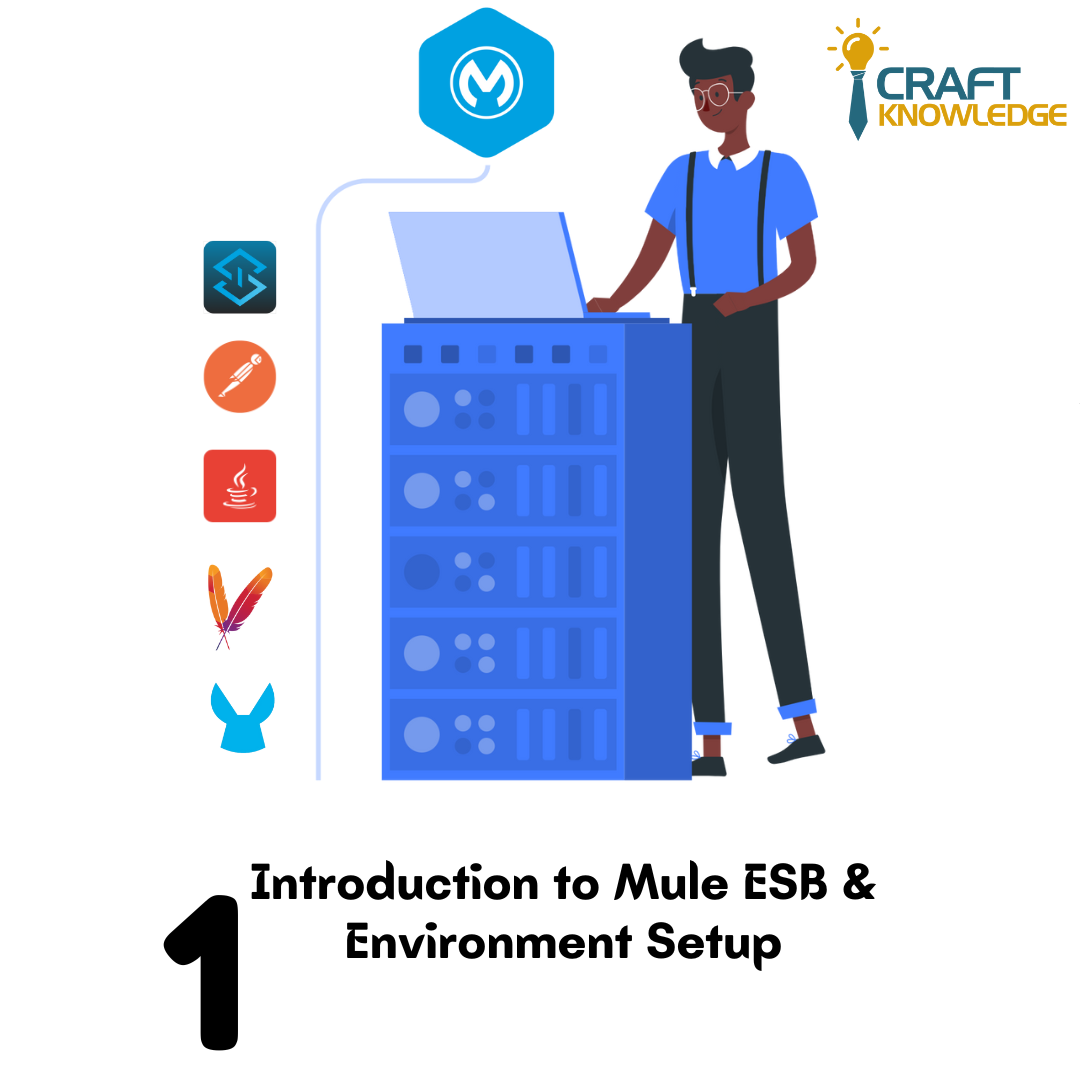 CRAFT
KNOWLEDGE
1
Introduction to Mule ESB &
Environment Setup